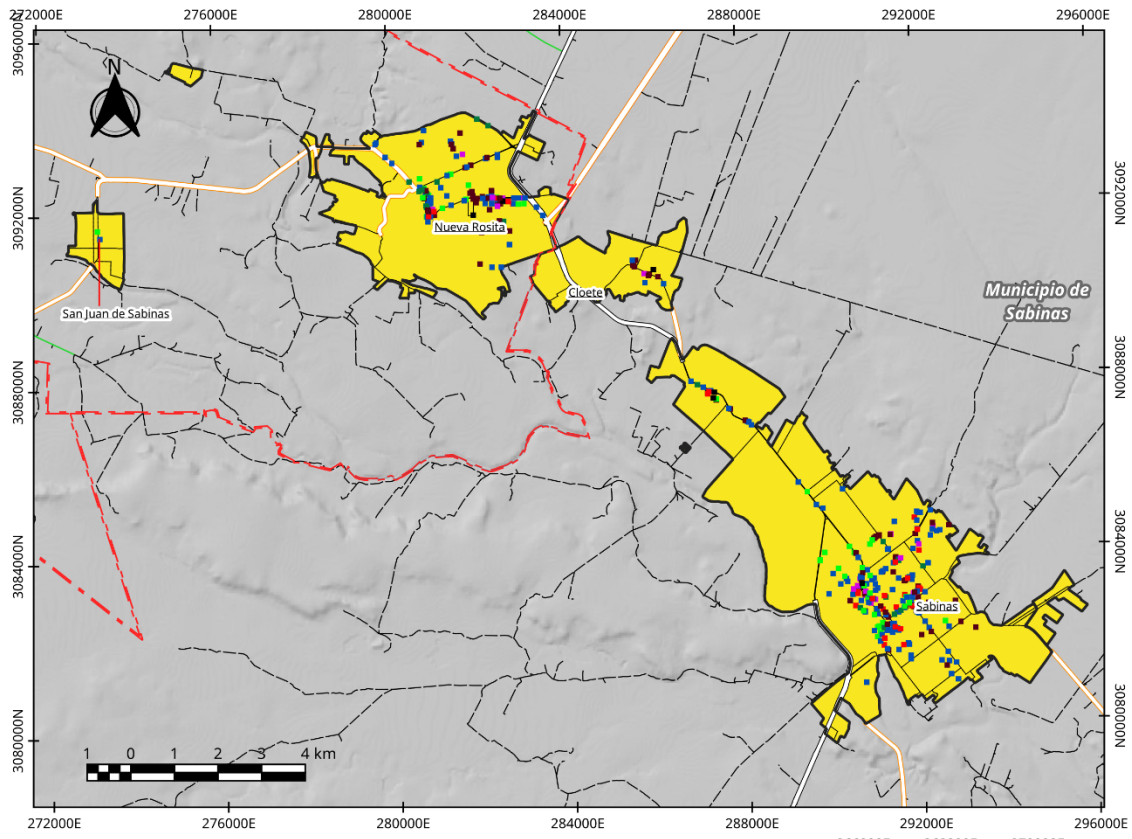 272000E 276000E 280000E 284000E 288000E 292000E 296000E
3096000N
N
3092000N
3092000N
Nueva Rosita
Cloete
Municipio de
Sabinas
San Juan de Sabinas
3088000N
3088000N
3084000N
3084000N
Sabinas
3080000N
3080000N
1 0 1 2 3 4 km
272000E 276000E 280000E 284000E 288000E 292000E 296000E